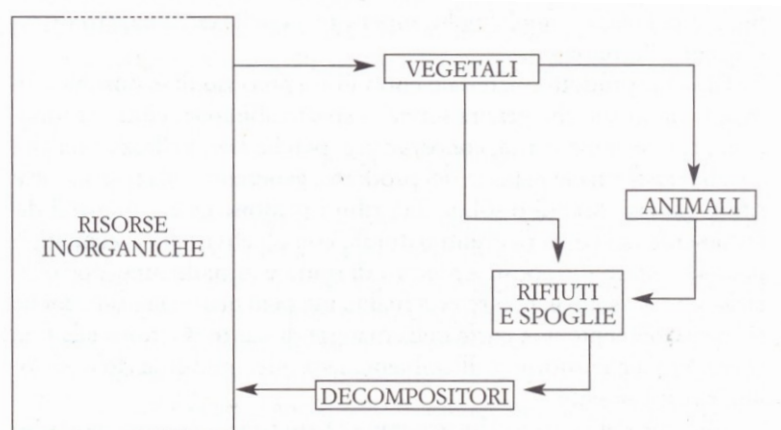 VEGETALI
ANIMALI
RISORSE
INORGANICHE
RIFIUTI
E SPOGLIE
DECOMPOSITORI